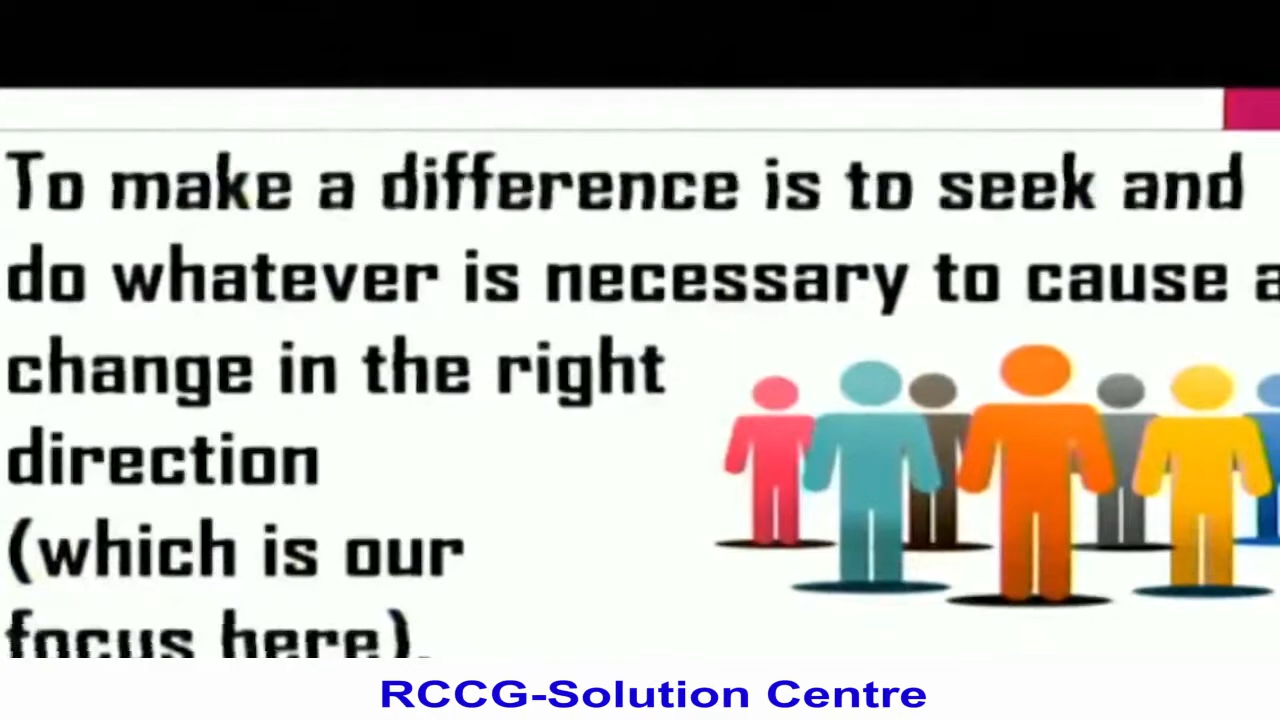 To make a difference is to seek and
do whatever is necessary to cause a
change in the right
direction
(which is our
focus here).
RCCG-Solution Centre